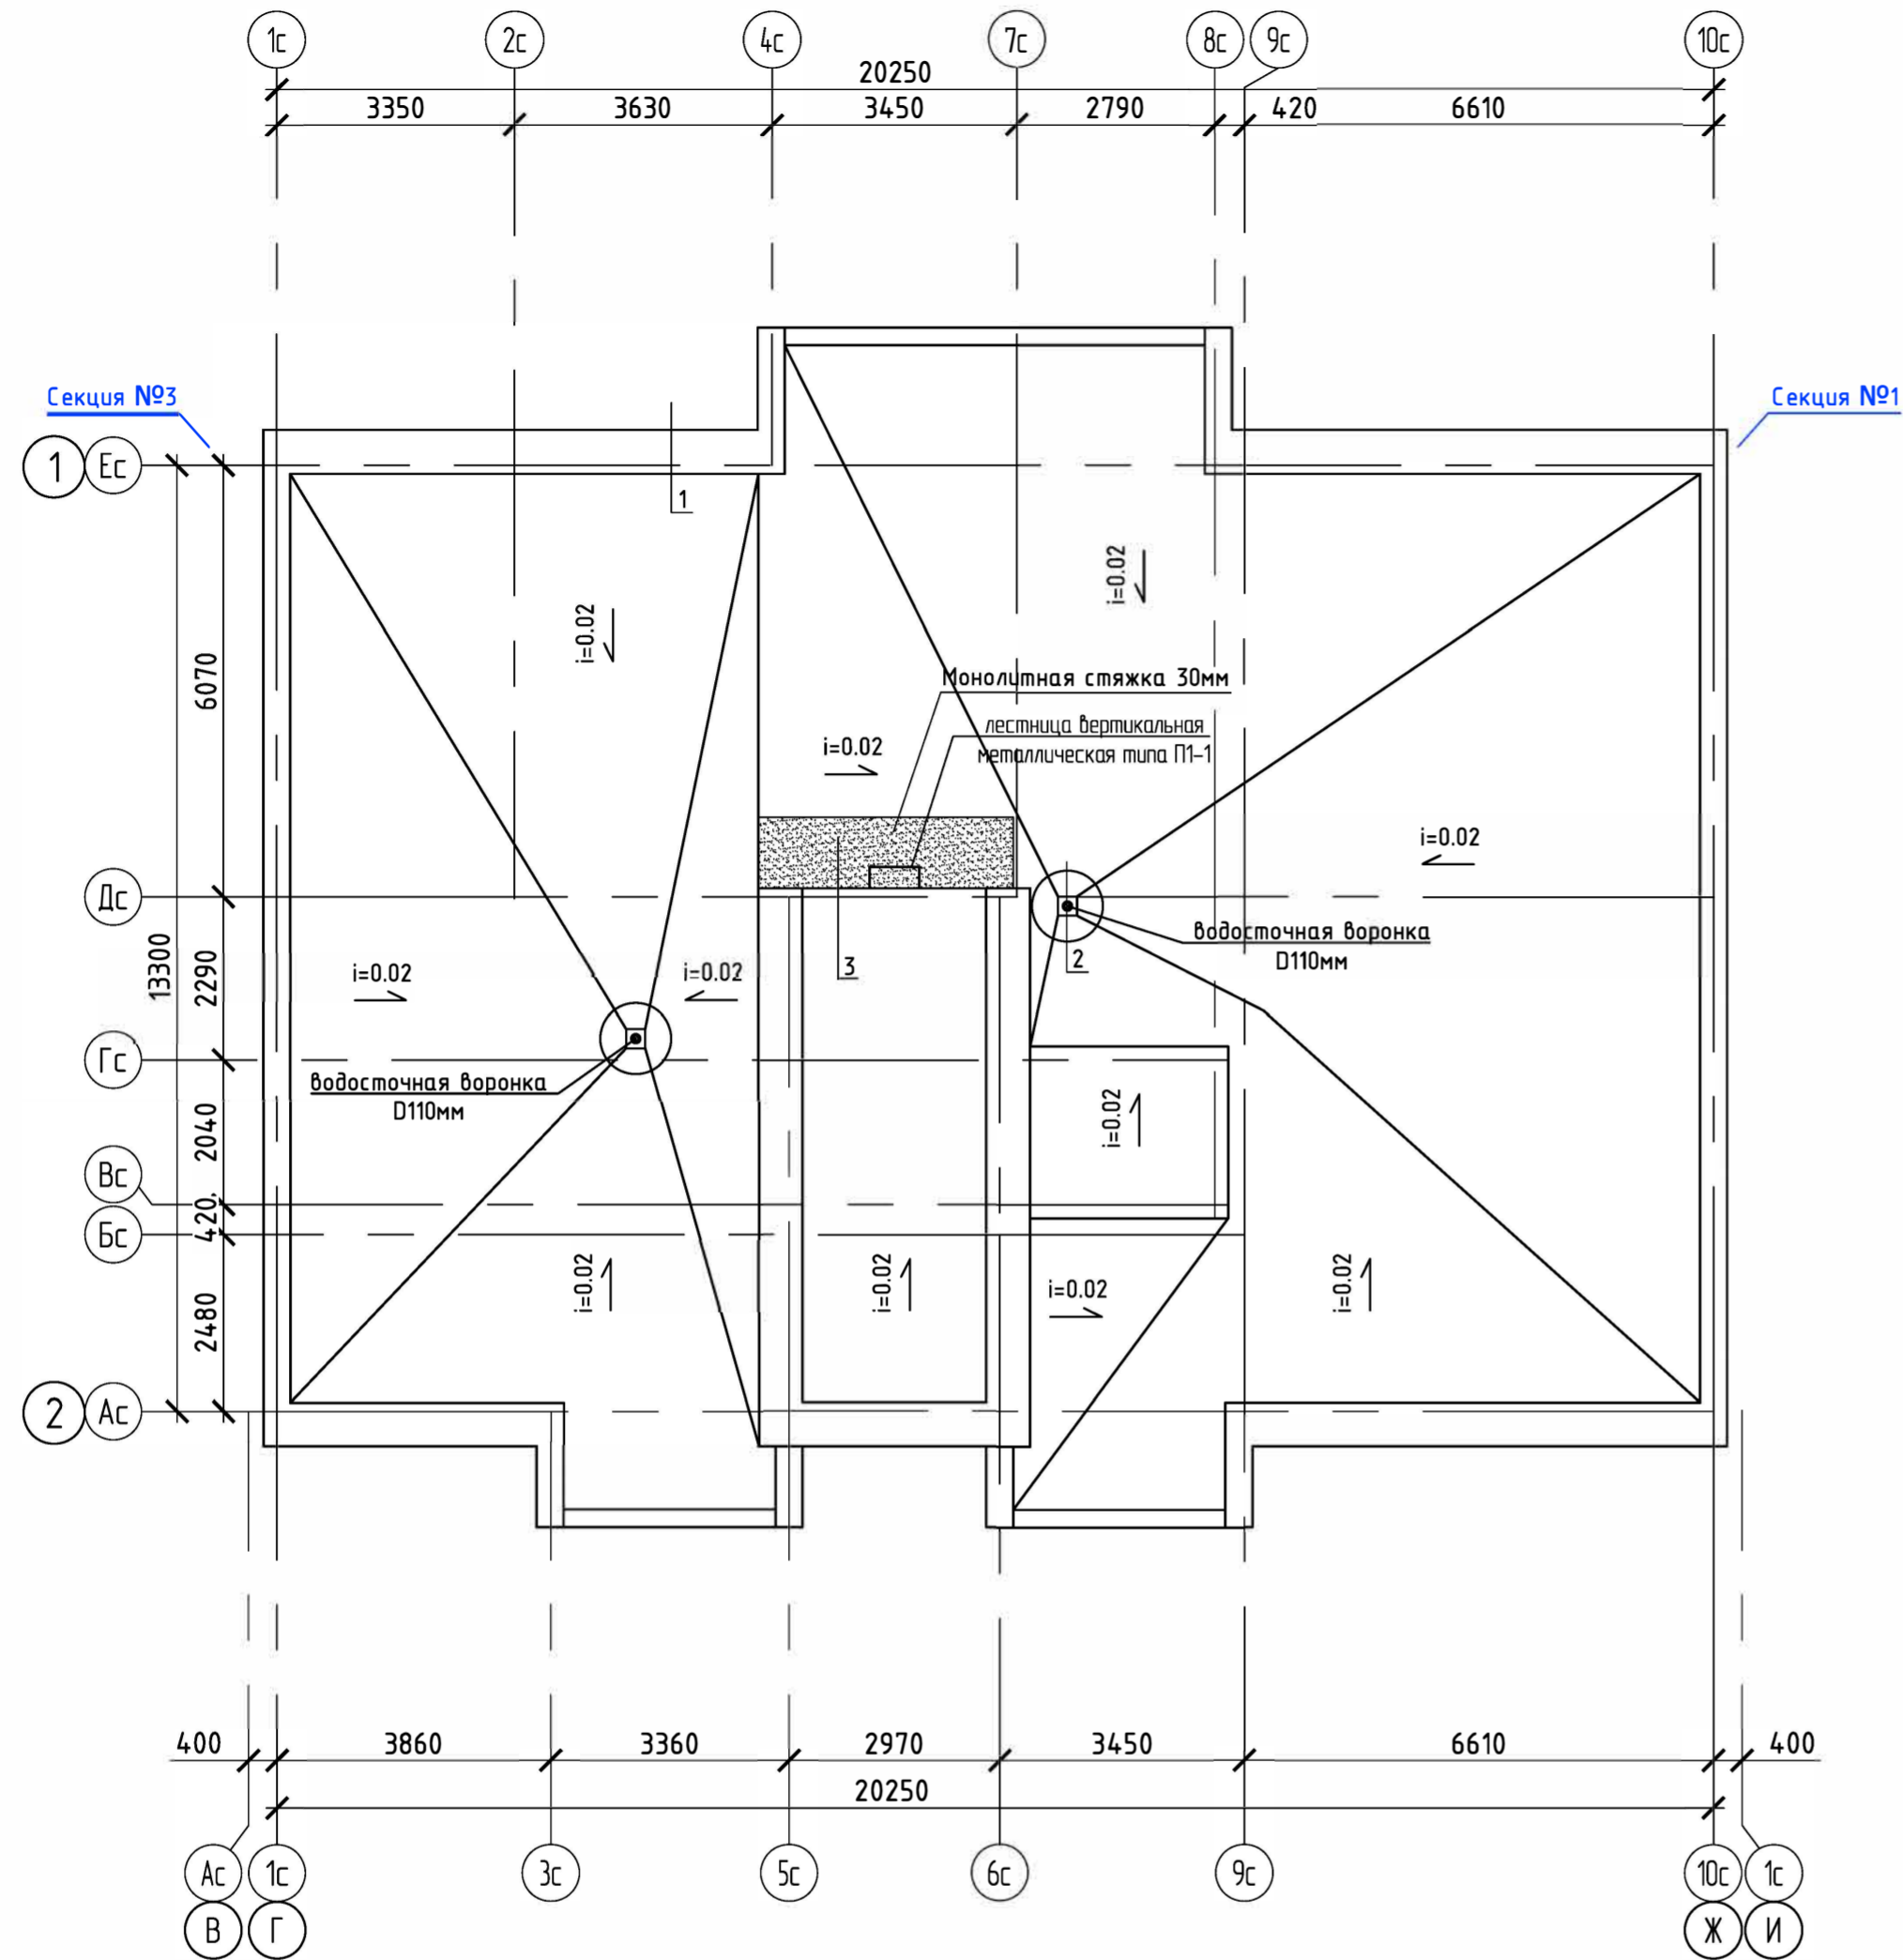 1с 2с 4с 7с 8с 9с 10с
20250
3350 3630 3450 2790 420 6610
Секция №3
Секция №1
1 Ес
1
i=0.02
i=0.02
6070
Монолитная стяжка 30мм
лестница вертикальная
металлическая типа П1-1
i=0.02
i=0.02
Дс
водосточная воронка
D110мм
2
3
13300
2290
i=0.02
i=0.02
Гс
водосточная воронка
D110мм
2040
i=0.02
Вс
420
Бс
i=0.02
i=0.02
i=0.02
i=0.02
2480
2 Ас
400 3860 3360 2970 3450 6610 400
20250
Ас 1с 3с 5с 6с 9с 10с 1с
В Г Ж И